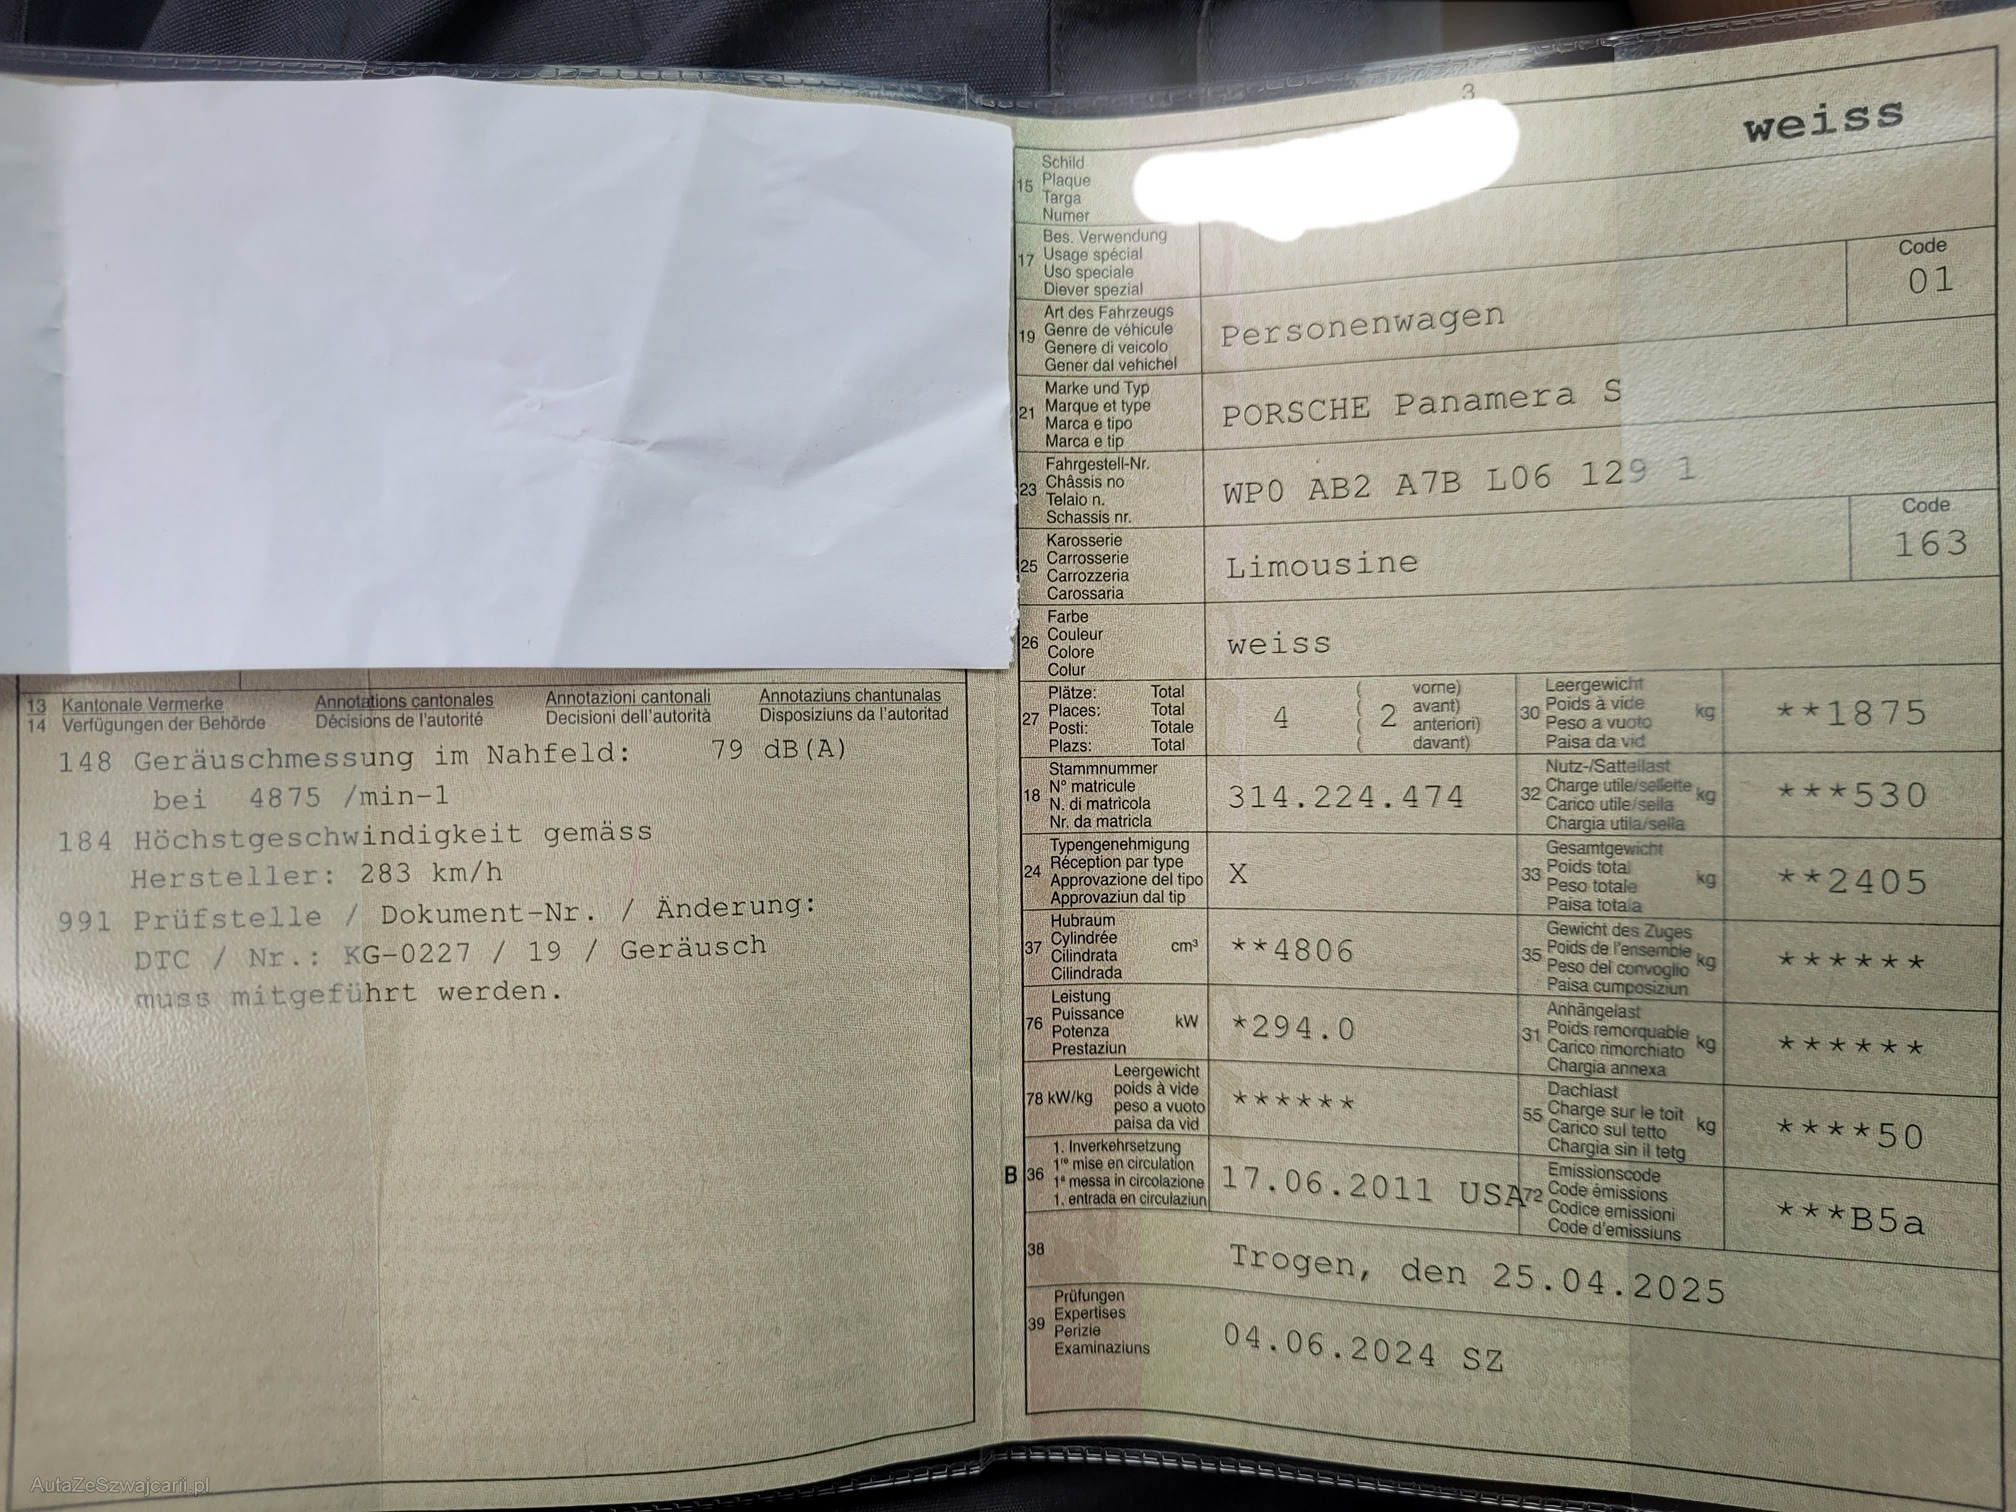 3
weiss
15 Schild
Plaque
Targa
Numer
17 Bes. Verwendung
Usage spécial
Uso speciale
Diever spezial
Code
01
19 Art des Fahrzeugs
Genre de véhicule
Genere di veicolo
Gener dal vehichel
Personenwagen
21 Marke und Typ
Marque et type
Marca e tipo
Marca e tip
PORSCHE Panamera S
23 Fahrgestell-Nr.
Châssis no
Telaio n.
Schassis nr.
WP0 AB2 A7B L06 129 1
25 Karosserie
Carrosserie
Carrozzeria
Carossaria
Limousine
Code
163
26 Farbe
Couleur
Colore
Colur
weiss
27 Plätze: Total
Places: Total
Posti: Totale
Plazs: Total
4 ( 2 vorne)
( avant)
( anteriori)
( davant)
30 Leergewicht
Poids à vide
Peso a vuoto
Paisa da vid
kg **1875
18 Stammnummer
N° matricule
N. di matricola
Nr. da matricla
314.224.474
32 Nutz-/Sattellast
Charge utile/sellette
Carico utile/sella
Chargia utila/sella
kg ***530
24 Typengenehmigung
Réception par type
Approvazione del tipo
Approvaziun dal tip
X
33 Gesamtgewicht
Poids total
Peso totale
Paisa totala
kg **2405
37 Hubraum
Cylindrée
Cilindrata
Cilindrada
cm³ **4806
35 Gewicht des Zuges
Poids de l'ensemble
Peso del convoglio
Paisa cumposiziun
kg ******
76 Leistung
Puissance
Potenza
Prestaziun
kW *294.0
31 Anhängelast
Poids remorquable
Carico rimorchiato
Chargia annexa
kg ******
78 kW/kg Leergewicht
poids à vide
peso a vuoto
paisa da vid
******
55 Dachlast
Charge sur le toit
Carico sul tetto
Chargia sin il tetg
kg ****50
B 36 1. Inverkehrsetzung
1re mise en circulation
1a messa in circolazione
1. entrada en circulaziun
17.06.2011 USA
72 Emissionscode
Code émissions
Codice emissioni
Code d'emissiuns
***B5a
38 Trogen, den 25.04.2025
39 Prüfungen
Expertises
Perizie
Examinaziuns
04.06.2024 SZ
13 Kantonale Vermerke Annotations cantonales Annotazioni cantonali Annotaziuns chantunalas
14 Verfügungen der Behörde Décisions de l'autorité Decisioni dell'autorità Disposiziuns da l'autoritad
148 Geräuschmessung im Nahfeld: 79 dB(A)
bei 4875 /min-1
184 Höchstgeschwindigkeit gemäss
Hersteller: 283 km/h
991 Prüfstelle / Dokument-Nr. / Änderung:
DTC / Nr.: KG-0227 / 19 / Geräusch
muss mitgeführt werden.
AutaZeSzwajcarii.pl